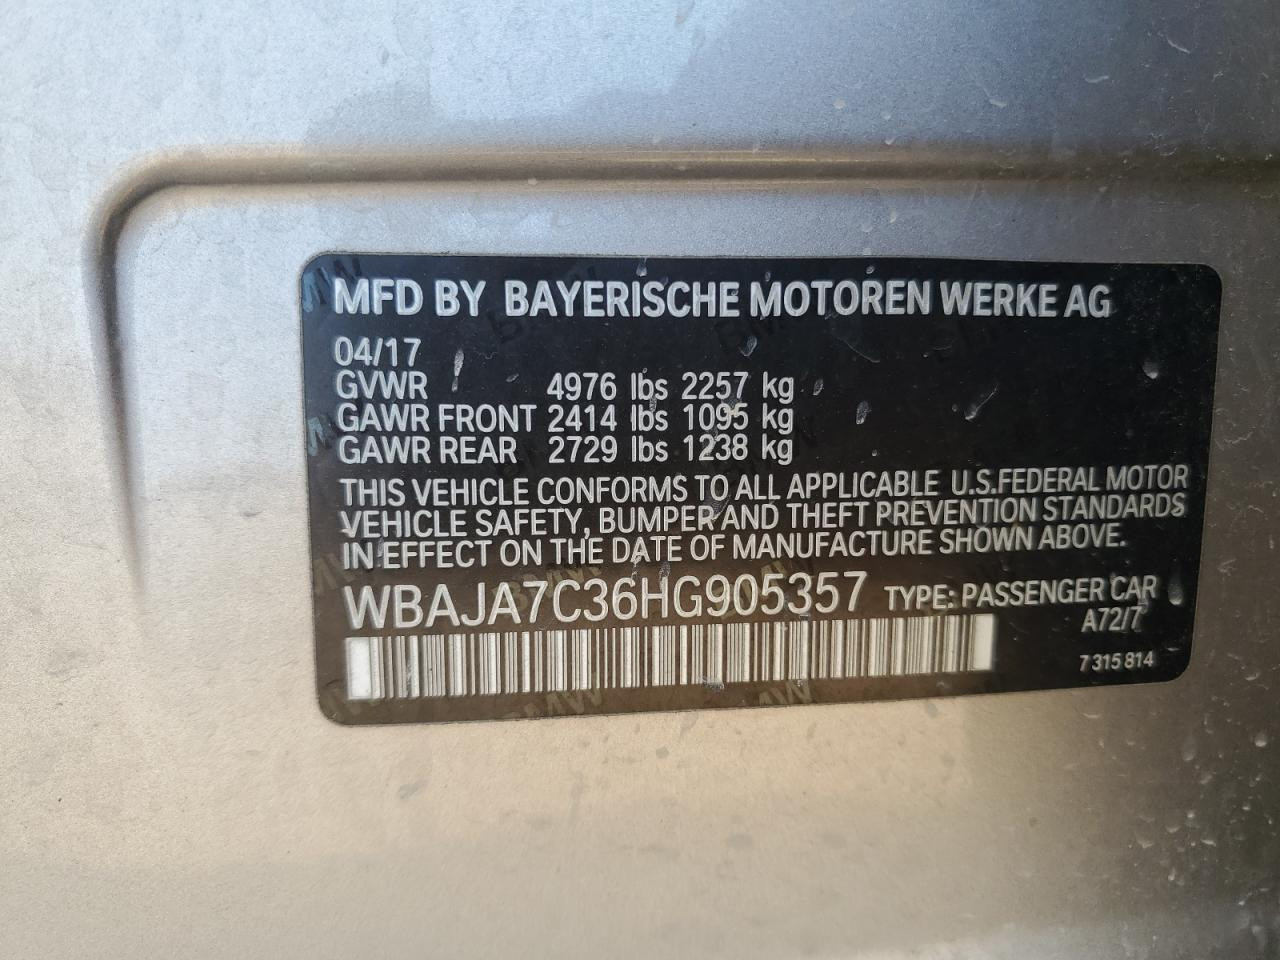 MFD BY BAYERISCHE MOTOREN WERKE AG
04/17
GVWR 4976 lbs 2257 kg
GAWR FRONT 2414 lbs 1095 kg
GAWR REAR 2729 lbs 1238 kg
THIS VEHICLE CONFORMS TO ALL APPLICABLE U.S.FEDERAL MOTOR
VEHICLE SAFETY, BUMPER AND THEFT PREVENTION STANDARDS
IN EFFECT ON THE DATE OF MANUFACTURE SHOWN ABOVE.
WBAJA7C36HG905357 TYPE: PASSENGER CAR
A72/7
7 315 814